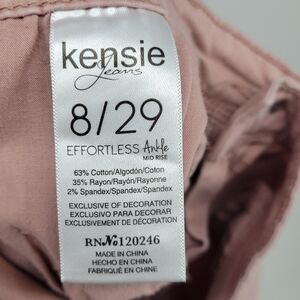 kensie
Jeans
8/29
EFFORTLESS Ankle
MID RISE
63% Cotton/Algodón/Coton
35% Rayon/Rayón/Rayonne
2% Spandex/Spandex/Spandex
EXCLUSIVE OF DECORATION
EXCLUSIVO PARA DECORAR
EXCLUSIVEMENT DE DÉCORATION
RN№120246
MADE IN CHINA
HECHO EN CHINA
FABRIQUÉ EN CHINE